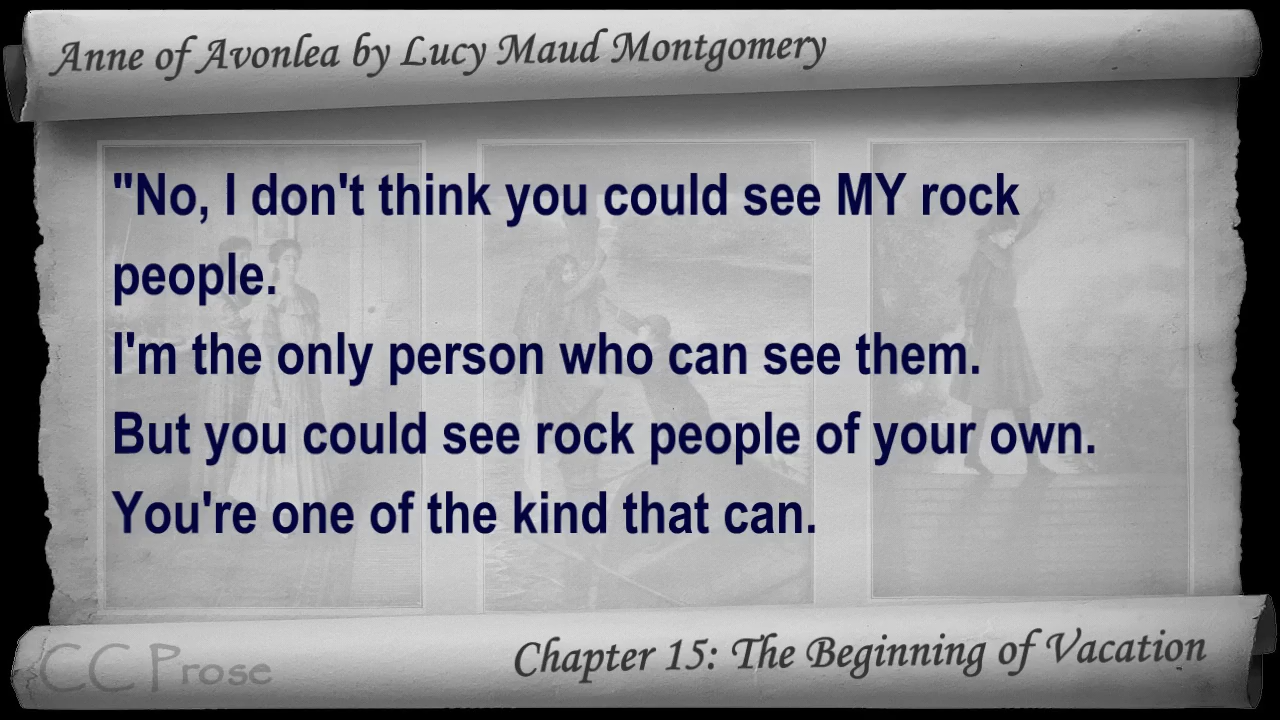 Anne of Avonlea by Lucy Maud Montgomery
"No, I don't think you could see MY rock
people.
I'm the only person who can see them.
But you could see rock people of your own.
You're one of the kind that can.
CC Prose
Chapter 15: The Beginning of Vacation